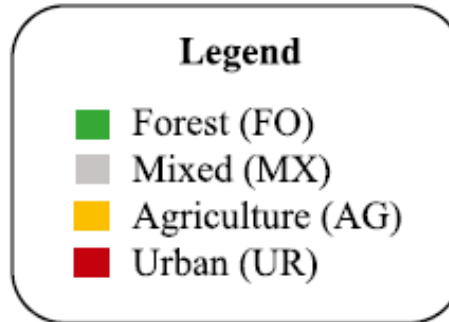 Legend
Forest (FO)
Mixed (MX)
Agriculture (AG)
Urban (UR)